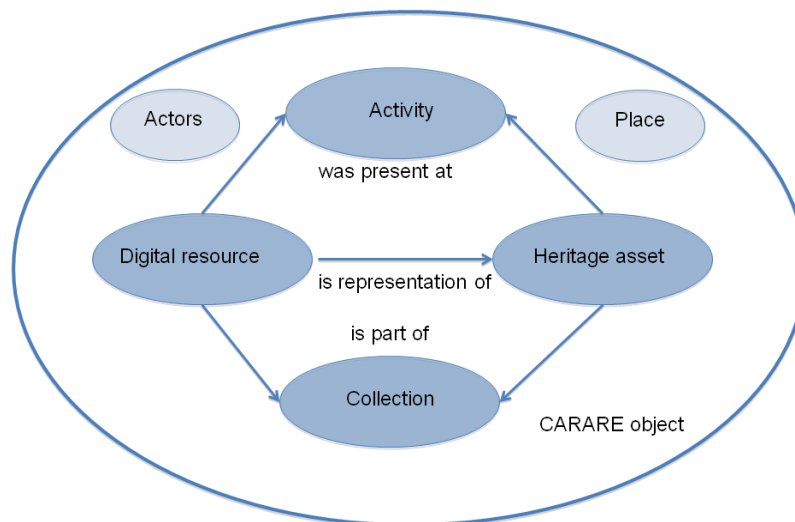 Actors
Activity
Place
was present at
Digital resource
Heritage asset
is representation of
is part of
Collection
CARARE object